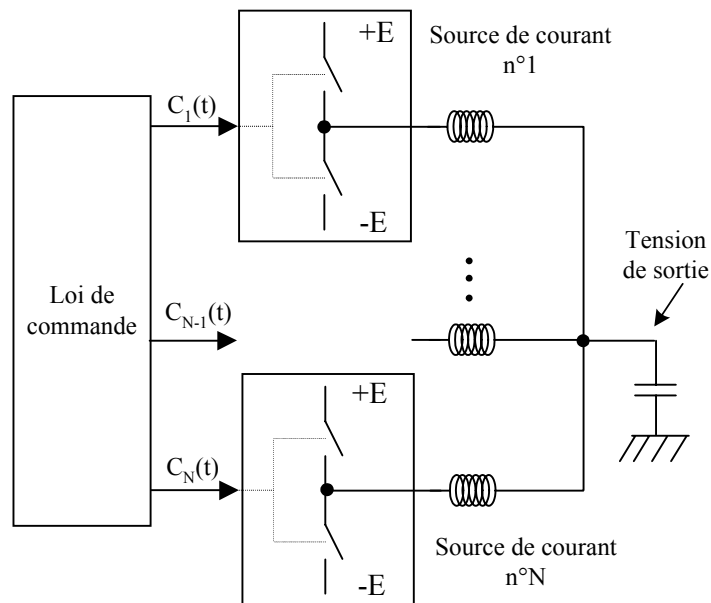 +E
Source de courant
n°1
C1(t)
-E
Tension
de sortie
Loi de
commande
CN-1(t)
+E
CN(t)
-E
Source de courant
n°N